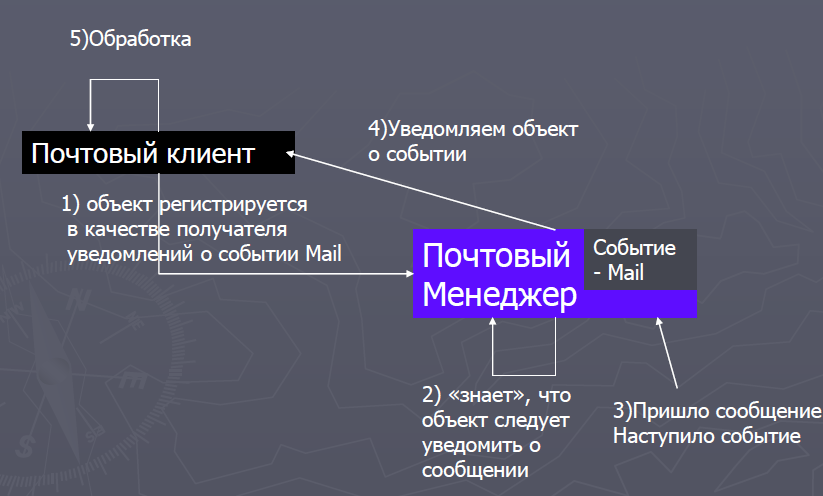 5)Обработка
Почтовый клиент
4)Уведомляем объект
о событии
1) объект регистрируется
в качестве получателя
уведомлений о событии Mail
Почтовый
Менеджер
Событие
- Mail
2) «знает», что
объект следует
уведомить о
сообщении
3)Пришло сообщение
Наступило событие
N
E
S